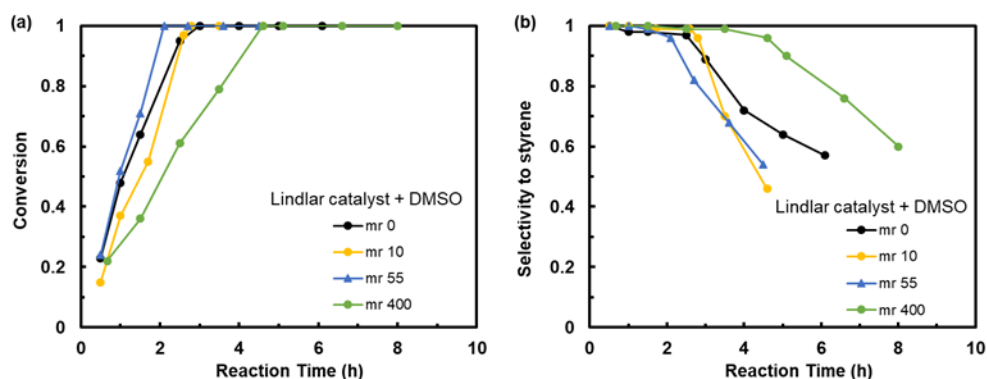 (a)
1
0.8
0.6
0.4
0.2
0
Conversion
Lindlar catalyst + DMSO
mr 0
mr 10
mr 55
mr 400
0 2 4 6 8 10
Reaction Time (h)
(b)
1
0.8
0.6
0.4
0.2
0
Selectivity to styrene
Lindlar catalyst + DMSO
mr 0
mr 10
mr 55
mr 400
0 2 4 6 8 10
Reaction Time (h)